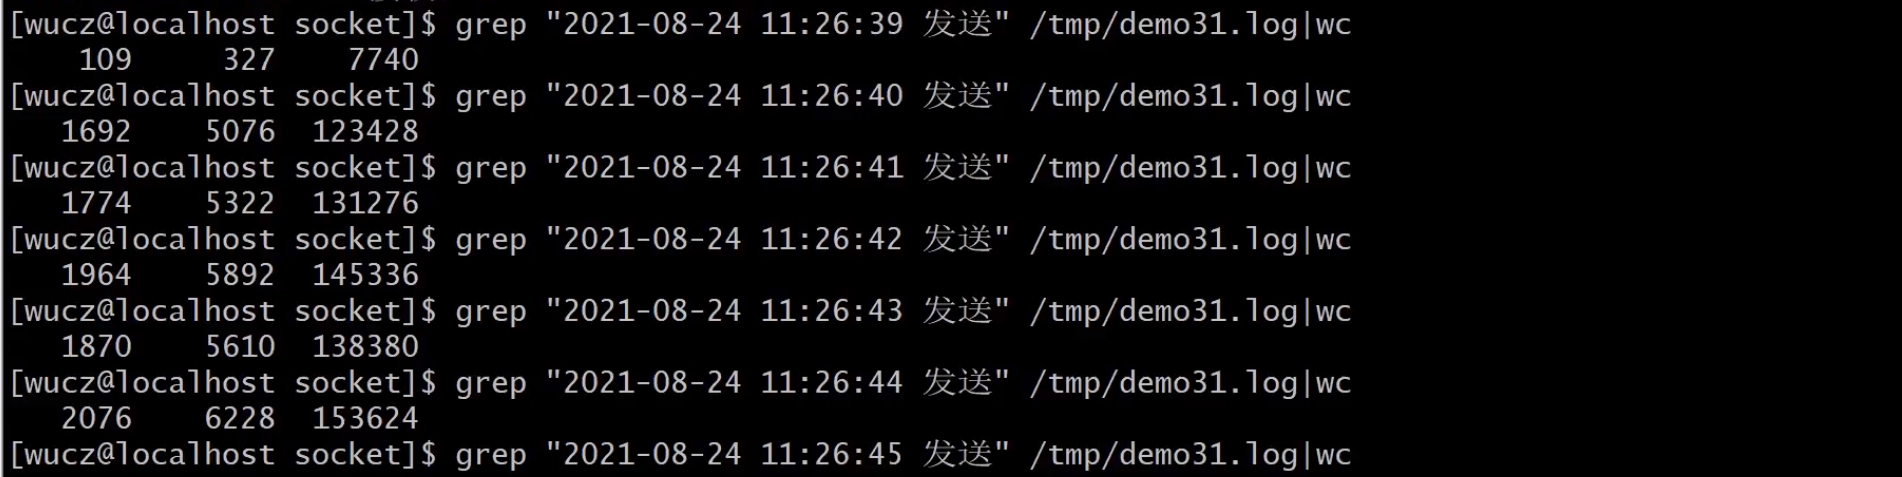 [wucz@localhost socket]$ grep "2021-08-24 11:26:39 发送" /tmp/demo31.log|wc
109 327 7740
[wucz@localhost socket]$ grep "2021-08-24 11:26:40 发送" /tmp/demo31.log|wc
1692 5076 123428
[wucz@localhost socket]$ grep "2021-08-24 11:26:41 发送" /tmp/demo31.log|wc
1774 5322 131276
[wucz@localhost socket]$ grep "2021-08-24 11:26:42 发送" /tmp/demo31.log|wc
1964 5892 145336
[wucz@localhost socket]$ grep "2021-08-24 11:26:43 发送" /tmp/demo31.log|wc
1870 5610 138380
[wucz@localhost socket]$ grep "2021-08-24 11:26:44 发送" /tmp/demo31.log|wc
2076 6228 153624
[wucz@localhost socket]$ grep "2021-08-24 11:26:45 发送" /tmp/demo31.log|wc